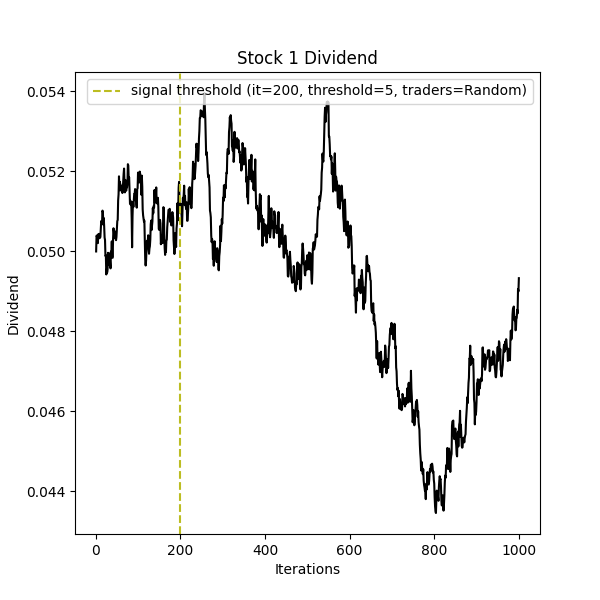 Stock 1 Dividend
signal threshold (it=200, threshold=5, traders=Random)
0.054
0.052
0.050
0.048
0.046
0.044
Dividend
0 200 400 600 800 1000
Iterations